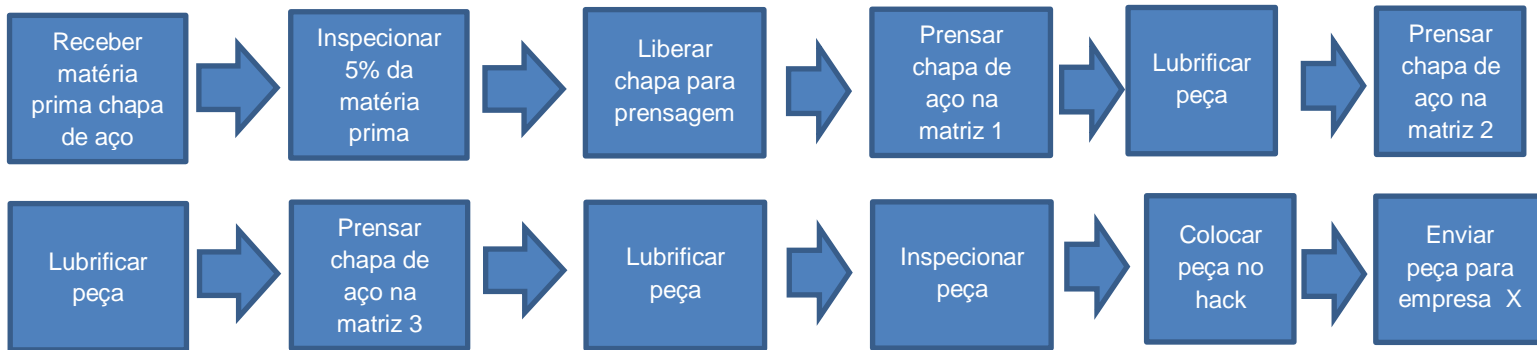 Receber
matéria
prima chapa
de aço
Inspecionar
5% da
matéria
prima
Liberar
chapa para
prensagem
Prensar
chapa de
aço na
matriz 1
Lubrificar
peça
Prensar
chapa de
aço na
matriz 2
Lubrificar
peça
Prensar
chapa de
aço na
matriz 3
Lubrificar
peça
Inspecionar
peça
Colocar
peça no
hack
Enviar
peça para
empresa X